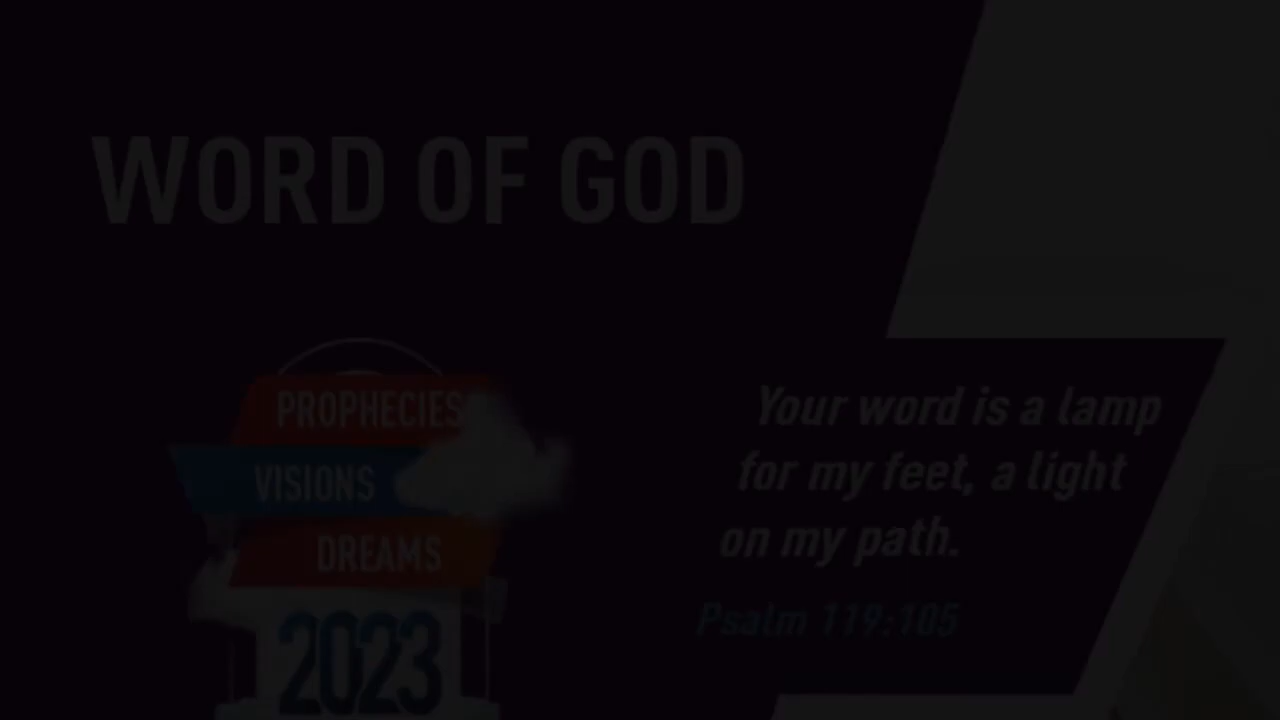 WORD OF GOD
PROPHECIES
VISIONS
DREAMS
2023
Your word is a lamp
for my feet, a light
on my path.
Psalm 119:105